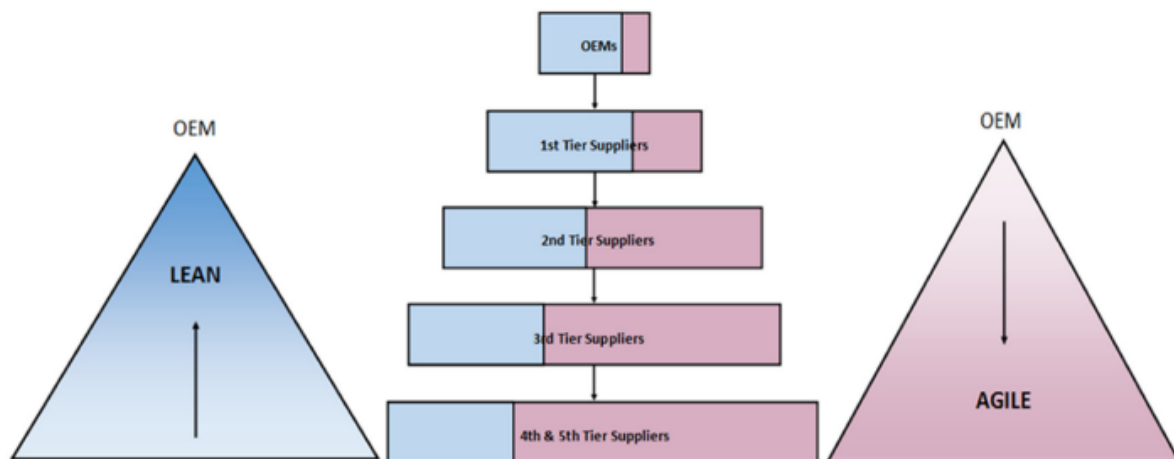 OEMs
OEM
OEM
1st Tier Suppliers
2nd Tier Suppliers
LEAN
3rd Tier Suppliers
AGILE
4th & 5th Tier Suppliers